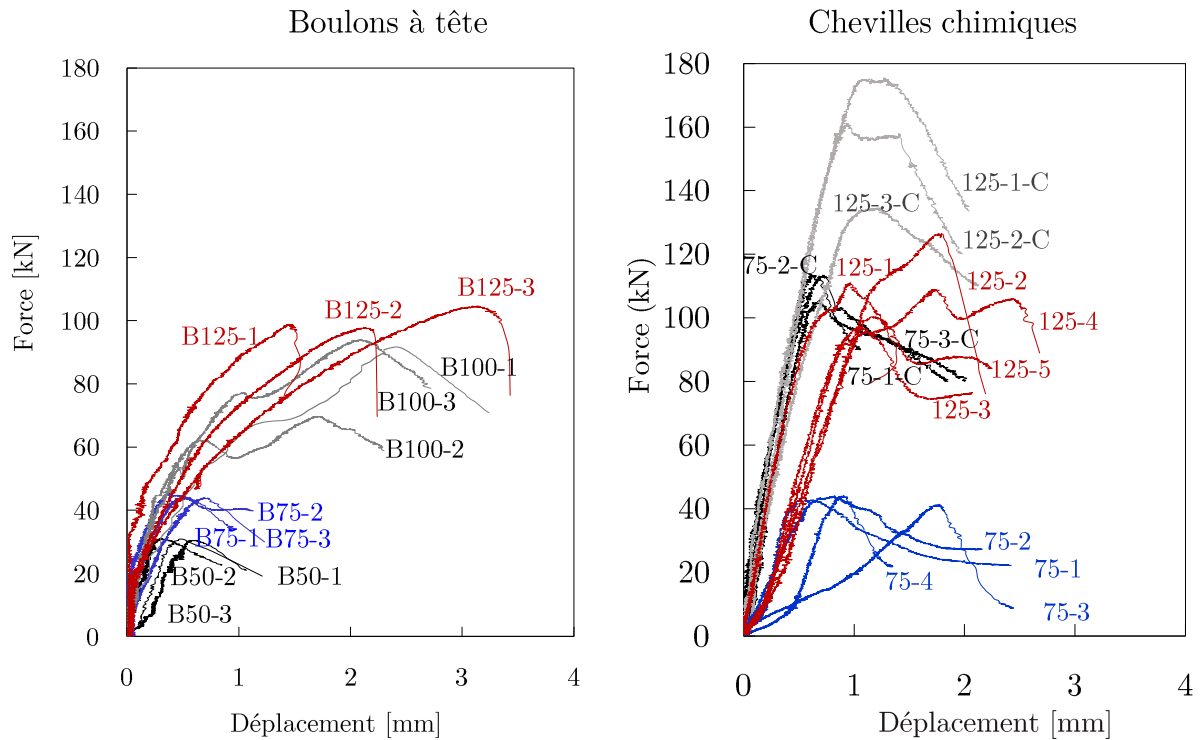 Boulons à tête
180
160
140
120
100
80
60
40
20
0
Force [kN]
0 1 2 3 4
Déplacement [mm]
B125-1
B125-2
B125-3
B100-1
B100-3
B100-2
B75-2
B75-1
B75-3
B50-2
B50-1
B50-3
Chevilles chimiques
180
160
140
120
100
80
60
40
20
0
Force (kN)
0 1 2 3 4
Déplacement [mm]
125-1-C
125-3-C
125-2-C
75-2-C
125-1
125-2
125-4
75-3-C
75-1-C
125-5
125-3
75-2
75-1
75-4
75-3